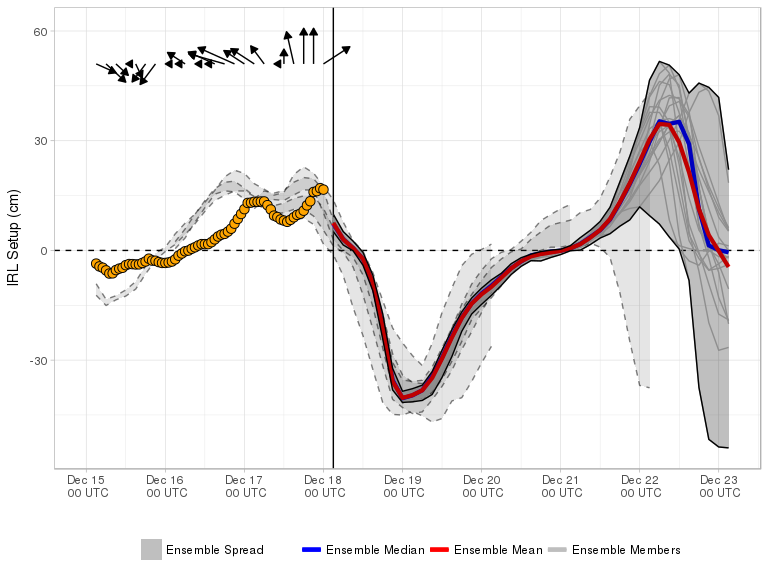 60
30
0
-30
IRL Setup (cm)
Dec 15 Dec 16 Dec 17 Dec 18 Dec 19 Dec 20 Dec 21 Dec 22 Dec 23
00 UTC 00 UTC 00 UTC 00 UTC 00 UTC 00 UTC 00 UTC 00 UTC 00 UTC
Ensemble Spread Ensemble Median Ensemble Mean Ensemble Members